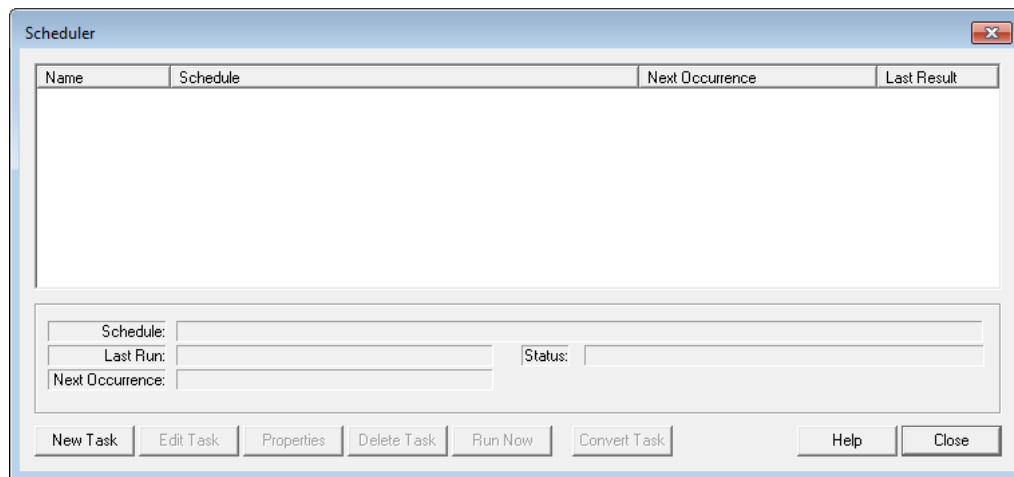 Scheduler
Name Schedule Next Occurrence Last Result
Schedule:
Last Run: Status:
Next Occurrence:
New Task Edit Task Properties Delete Task Run Now Convert Task Help Close